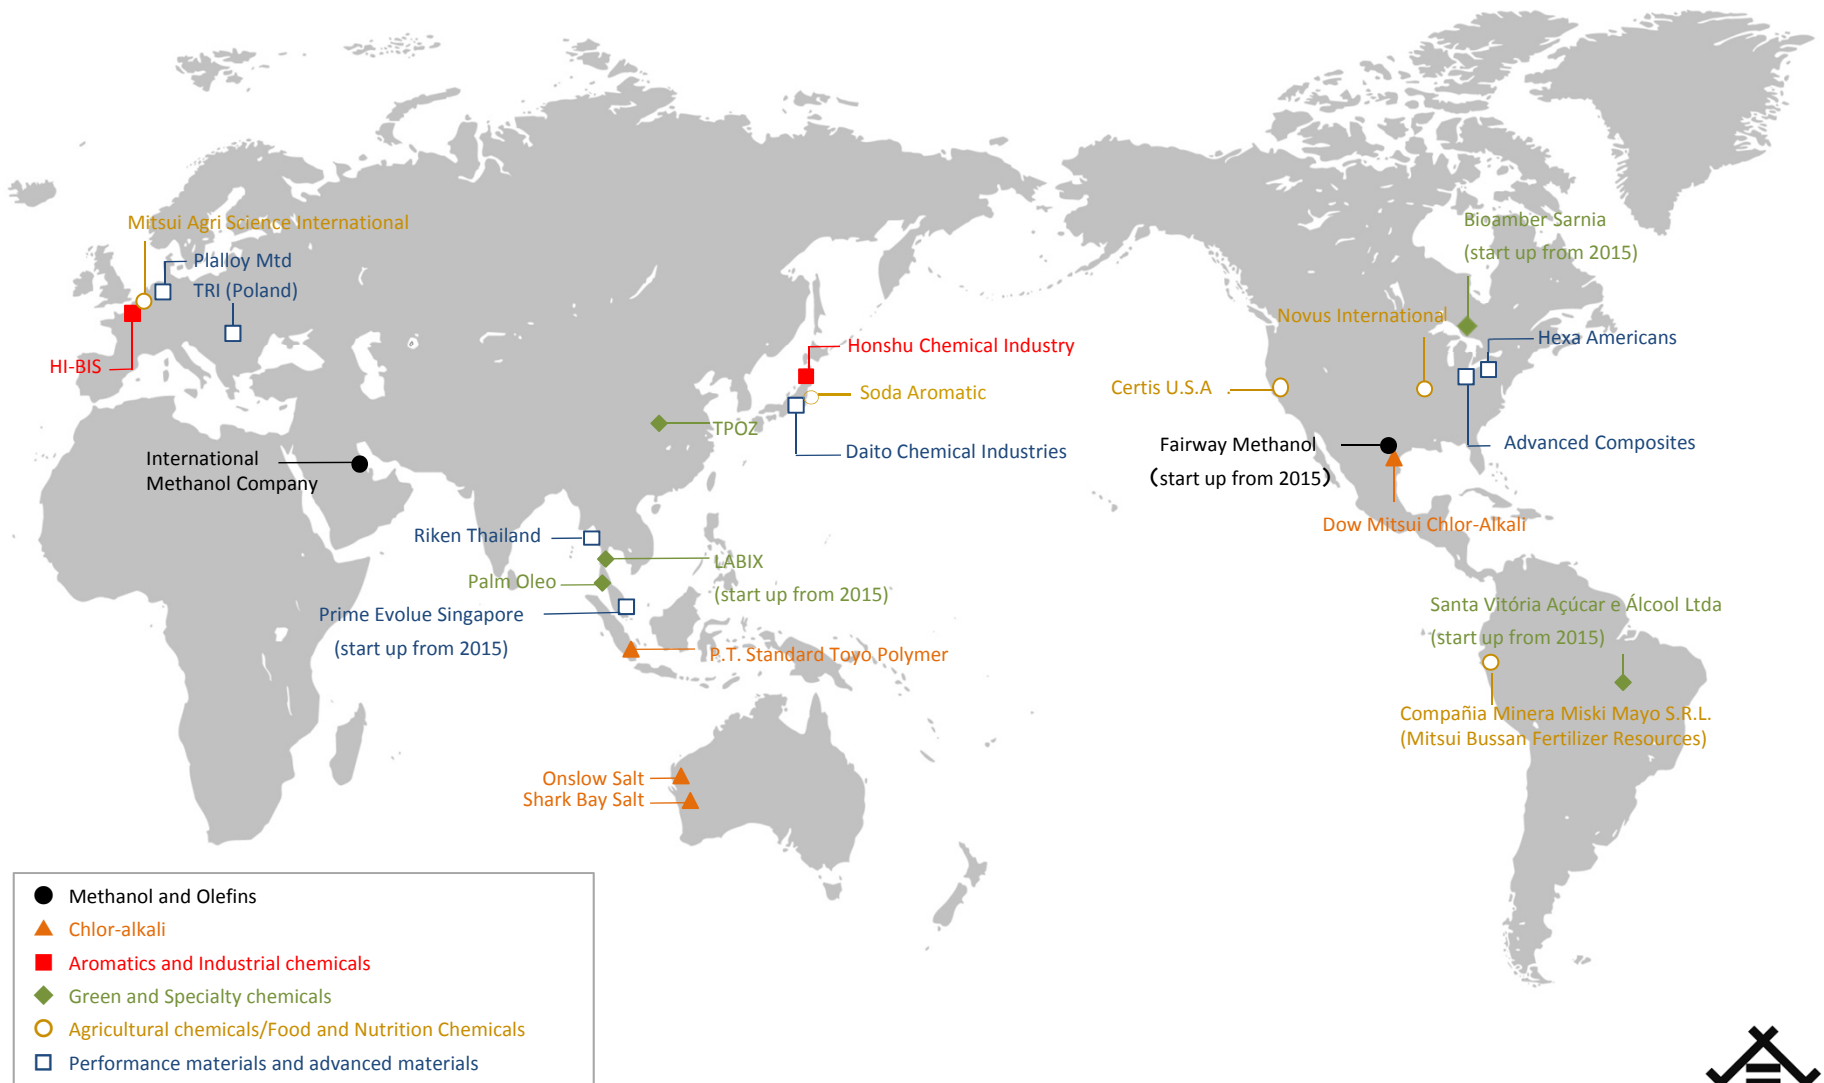 Mitsui Agri Science International
Plalloy Mtd
TRI (Poland)
HI-BIS
International
Methanol Company
Honshu Chemical Industry
Soda Aromatic
TPOZ
Daito Chemical Industries
Riken Thailand
LABIX
(start up from 2015)
Palm Oleo
Prime Evolue Singapore
(start up from 2015)
P.T. Standard Toyo Polymer
Onslow Salt
Shark Bay Salt
Bioamber Sarnia
(start up from 2015)
Novus International
Hexa Americans
Certis U.S.A .
Fairway Methanol
(start up from 2015)
Advanced Composites
Dow Mitsui Chlor-Alkali
Santa Vitória Açúcar e Álcool Ltda
(start up from 2015)
Compañia Minera Miski Mayo S.R.L.
(Mitsui Bussan Fertilizer Resources)
Methanol and Olefins
Chlor-alkali
Aromatics and Industrial chemicals
Green and Specialty chemicals
Agricultural chemicals/Food and Nutrition Chemicals
Performance materials and advanced materials